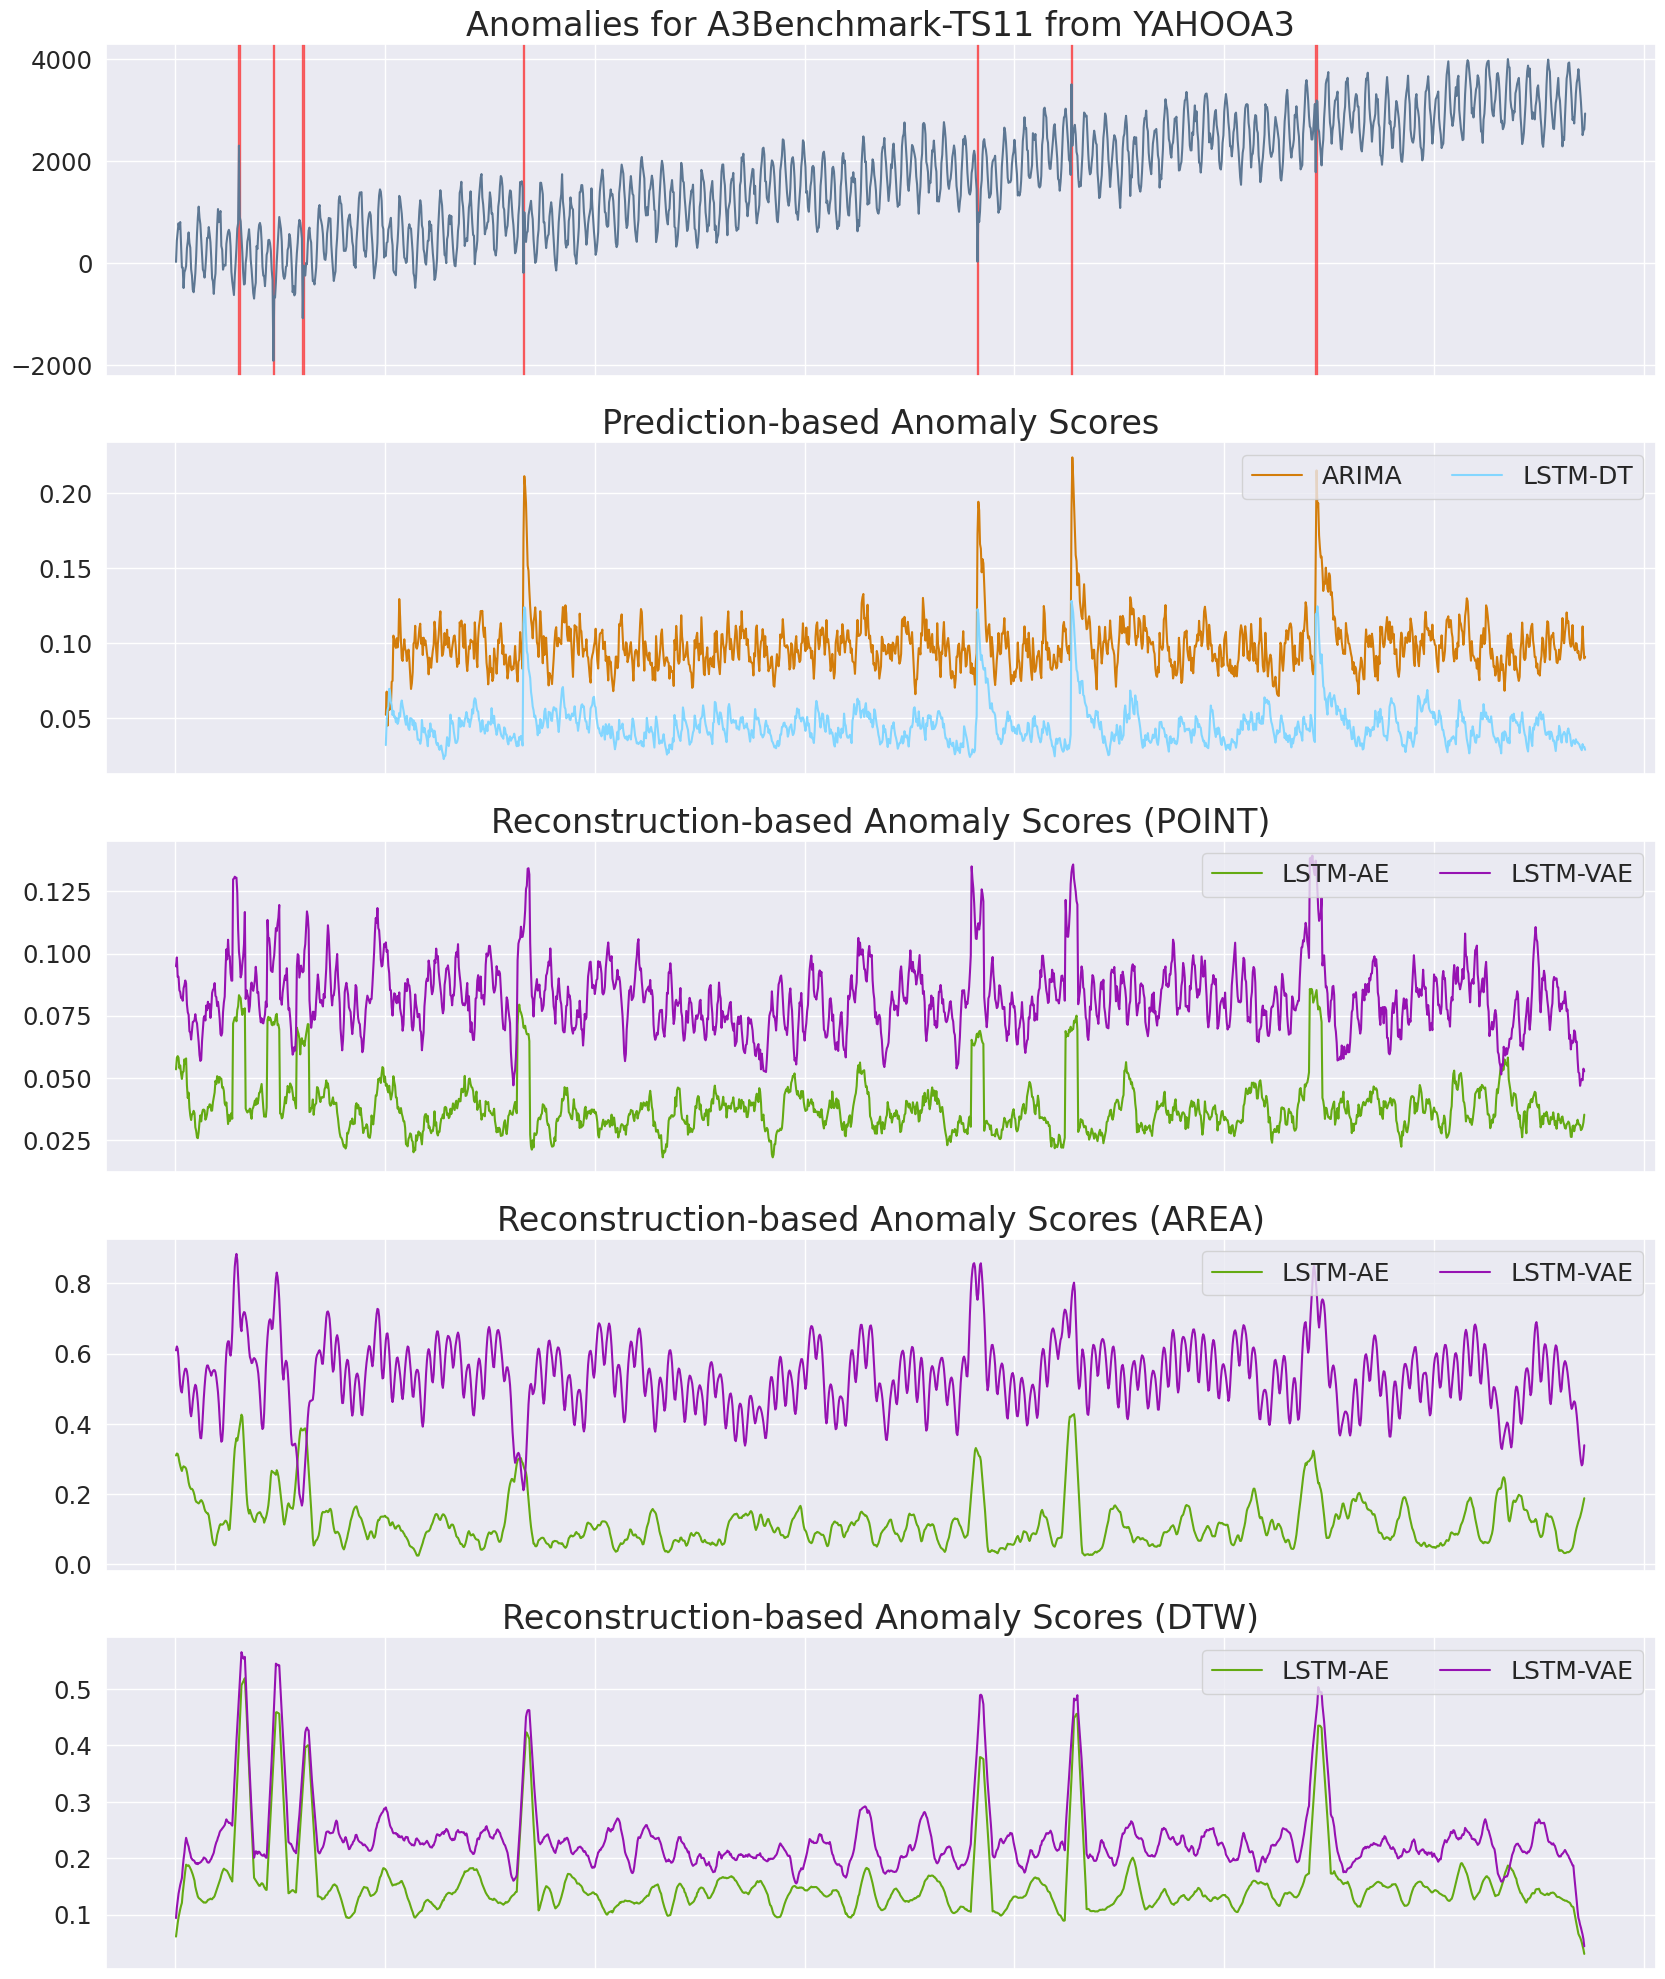 Anomalies for A3Benchmark-TS11 from YAHOOA3
4000
2000
0
−2000
Prediction-based Anomaly Scores
ARIMA LSTM-DT
0.20
0.15
0.10
0.05
Reconstruction-based Anomaly Scores (POINT)
LSTM-AE LSTM-VAE
0.125
0.100
0.075
0.050
0.025
Reconstruction-based Anomaly Scores (AREA)
LSTM-AE LSTM-VAE
0.8
0.6
0.4
0.2
0.0
Reconstruction-based Anomaly Scores (DTW)
LSTM-AE LSTM-VAE
0.5
0.4
0.3
0.2
0.1